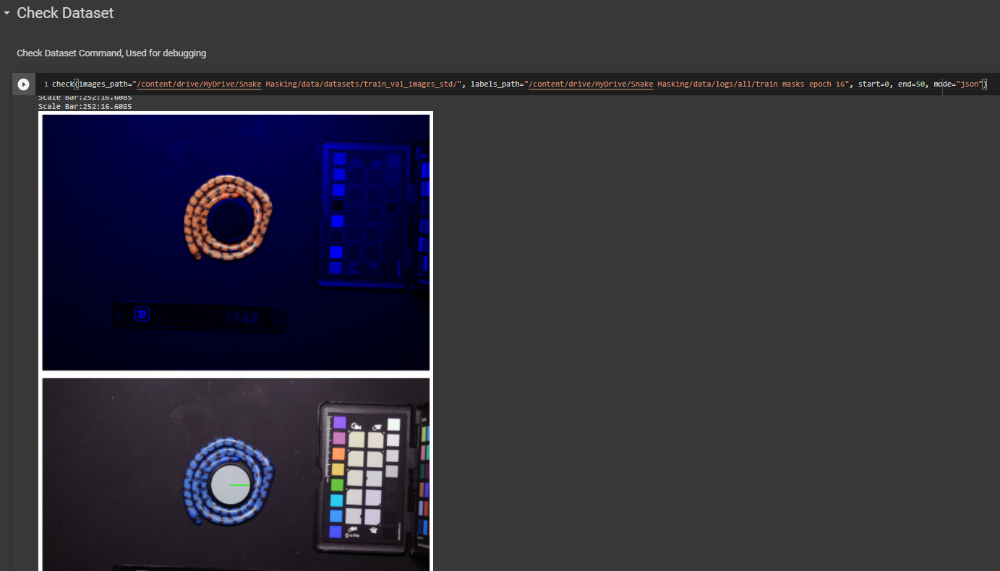 Check Dataset
Check Dataset Command, Used for debugging
1 check(images_path="/content/drive/MyDrive/Snake Masking/data/datasets/train_val_images_std/", labels_path="/content/drive/MyDrive/Snake Masking/data/logs/all/train masks epoch 16", start=0, end=50, mode="json")
Scale Bar:252:16.6085
Scale Bar:252:16.6085
1140
x-rite